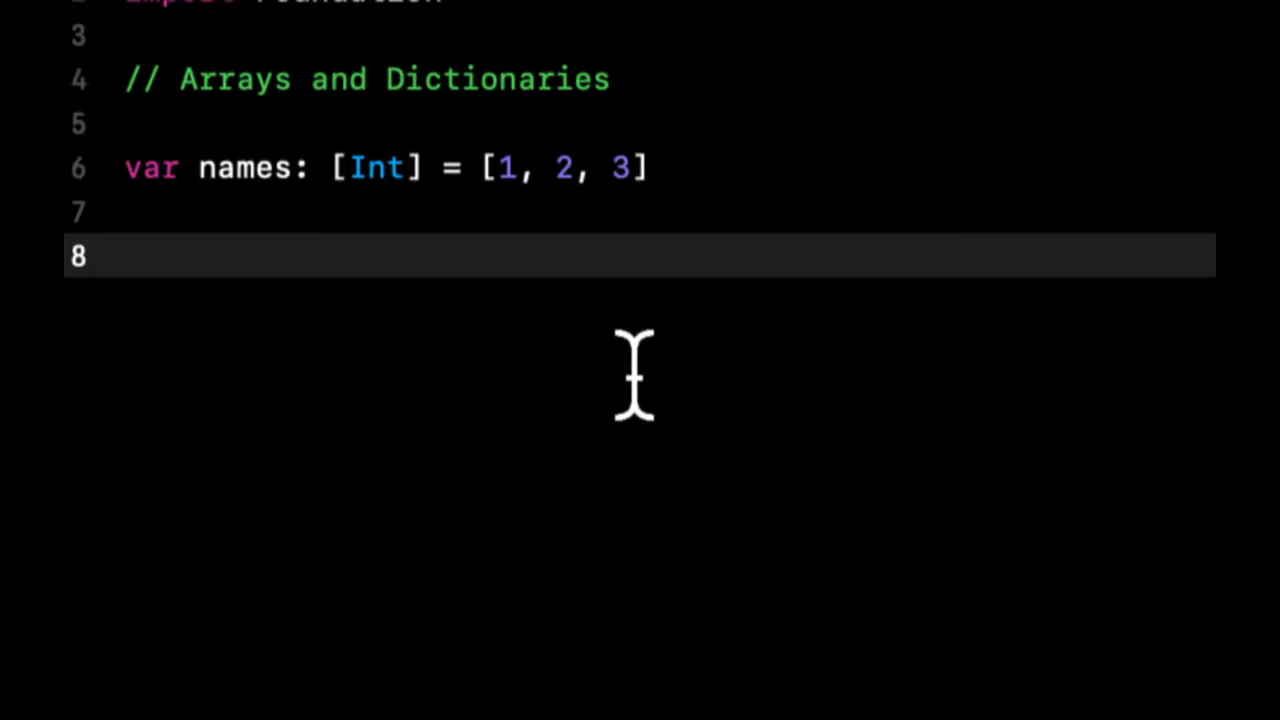 3
4 // Arrays and Dictionaries
5
6 var names: [Int] = [1, 2, 3]
7
8